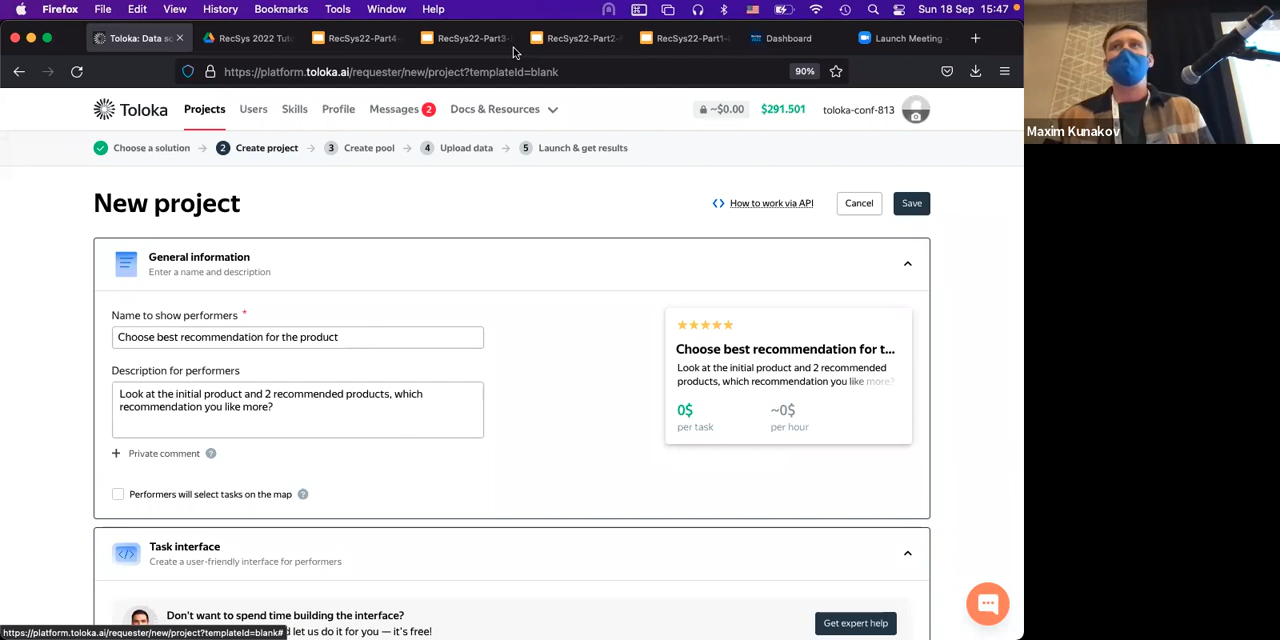 Firefox File Edit View History Bookmarks Tools Window Help Sun 18 Sep 15:47
Toloka: Data sc RecSys 2022 Tuto RecSys22-Part4- RecSys22-Part3- RecSys22-Part2- RecSys22-Part1- Dashboard Launch Meeting -
https://platform.toloka.ai/requester/new/project?templateId=blank 90%
Toloka Projects Users Skills Profile Messages 2 Docs & Resources ~$0.00 $291.501 toloka-conf-813
Choose a solution 2 Create project 3 Create pool 4 Upload data 5 Launch & get results
New project How to work via API Cancel Save
General information
Enter a name and description
Name to show performers *
Choose best recommendation for the product
Description for performers
Look at the initial product and 2 recommended products, which
recommendation you like more?
+ Private comment ?
Performers will select tasks on the map ?
Choose best recommendation for t...
Look at the initial product and 2 recommended
products, which recommendation you like more?
0$ ~0$
per task per hour
Task interface
Create a user-friendly interface for performers
Don't want to spend time building the interface?
d let us do it for you — it's free!
Get expert help
https://platform.toloka.ai/requester/new/project?templateId=blank#
Maxim Kunakov